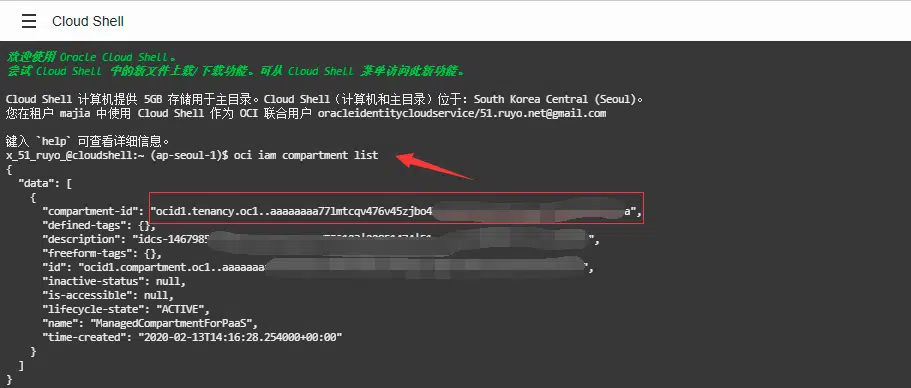 Cloud Shell
欢迎使用 Oracle Cloud Shell。
尝试 Cloud Shell 中的新文件上载/下载功能。可从 Cloud Shell 菜单访问此新功能。
Cloud Shell 计算机提供 5GB 存储用于主目录。Cloud Shell（计算机和主目录）位于: South Korea Central (Seoul)。
您在租户 majia 中使用 Cloud Shell 作为 OCI 联合用户 oracleidentitycloudservice/51.ruyo.net@gmail.com
键入 `help` 可查看详细信息。
x_51_ruyo_@cloudshell:~ (ap-seoul-1)$ oci iam compartment list
{
"data": [
{
"compartment-id": "ocid1.tenancy.oc1..aaaaaaaa77lmtcqv476v45zjbo4 a",
"defined-tags": {},
"description": "idcs-1467985 ",
"freeform-tags": {},
"id": "ocid1.compartment.oc1..aaaaaaa ",
"inactive-status": null,
"is-accessible": null,
"lifecycle-state": "ACTIVE",
"name": "ManagedCompartmentForPaaS",
"time-created": "2020-02-13T14:16:28.254000+00:00"
}
]
}